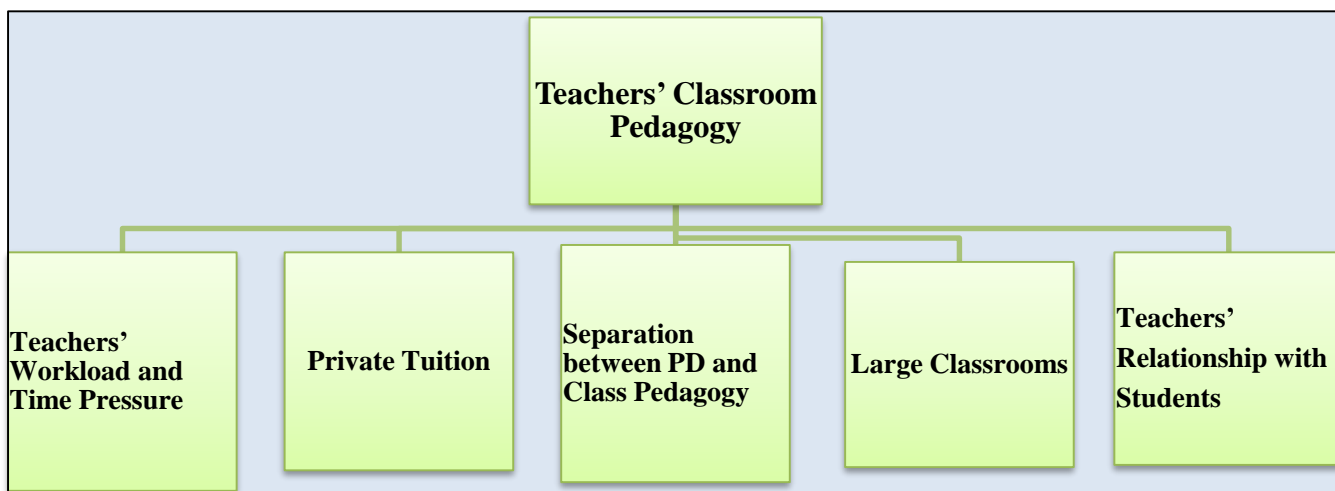 Teachers’ Classroom
Pedagogy
Teachers’
Workload and
Time Pressure
Private Tuition
Separation
between PD and
Class Pedagogy
Large Classrooms
Teachers’
Relationship with
Students